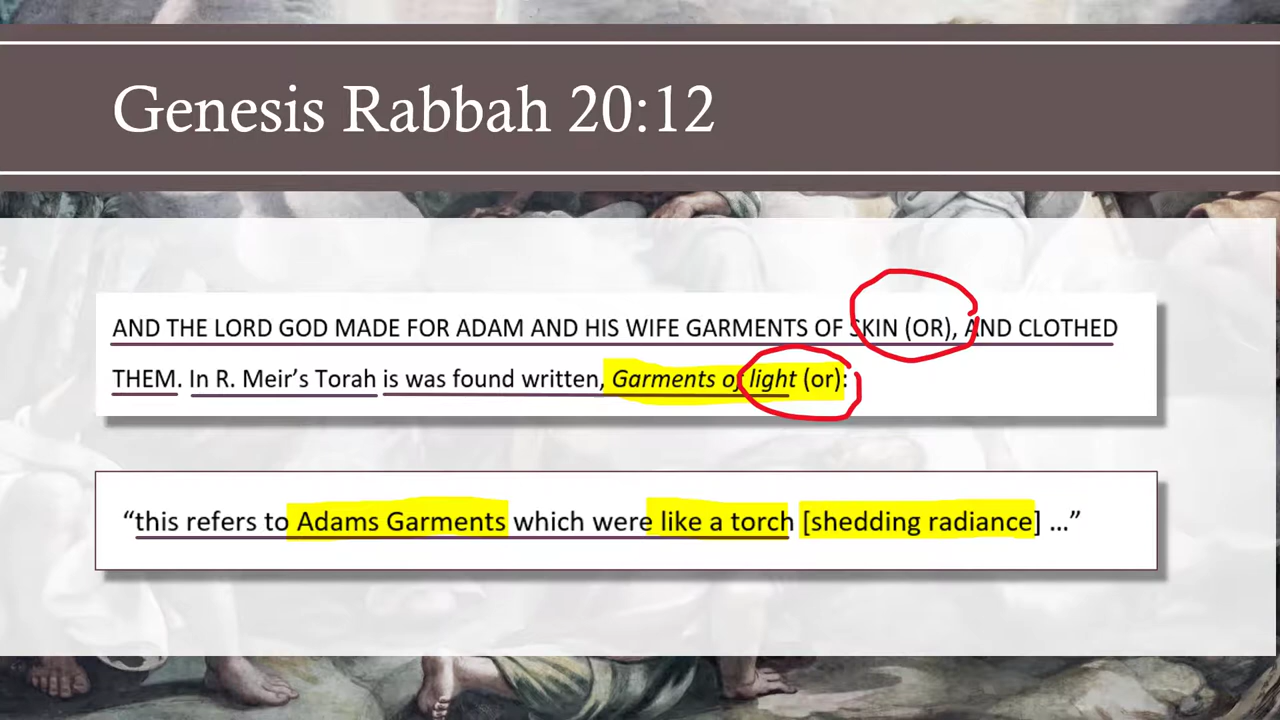 Genesis Rabbah 20:12
AND THE LORD GOD MADE FOR ADAM AND HIS WIFE GARMENTS OF SKIN (OR), AND CLOTHED
THEM. In R. Meir’s Torah is was found written, Garments of light (or):
“this refers to Adams Garments which were like a torch [shedding radiance] ...”